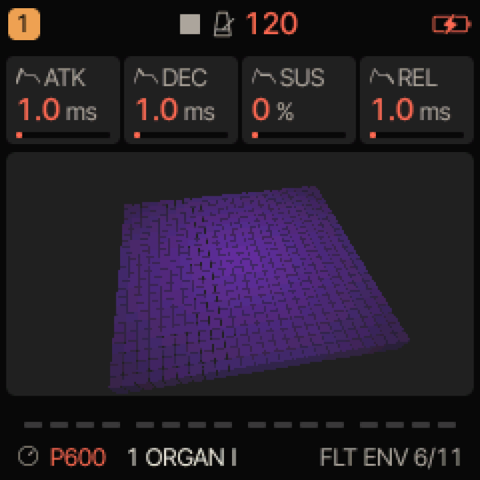 1 120
ATK DEC SUS REL
1.0 ms 1.0 ms 0 % 1.0 ms
P600 1 ORGAN I FLT ENV 6/11